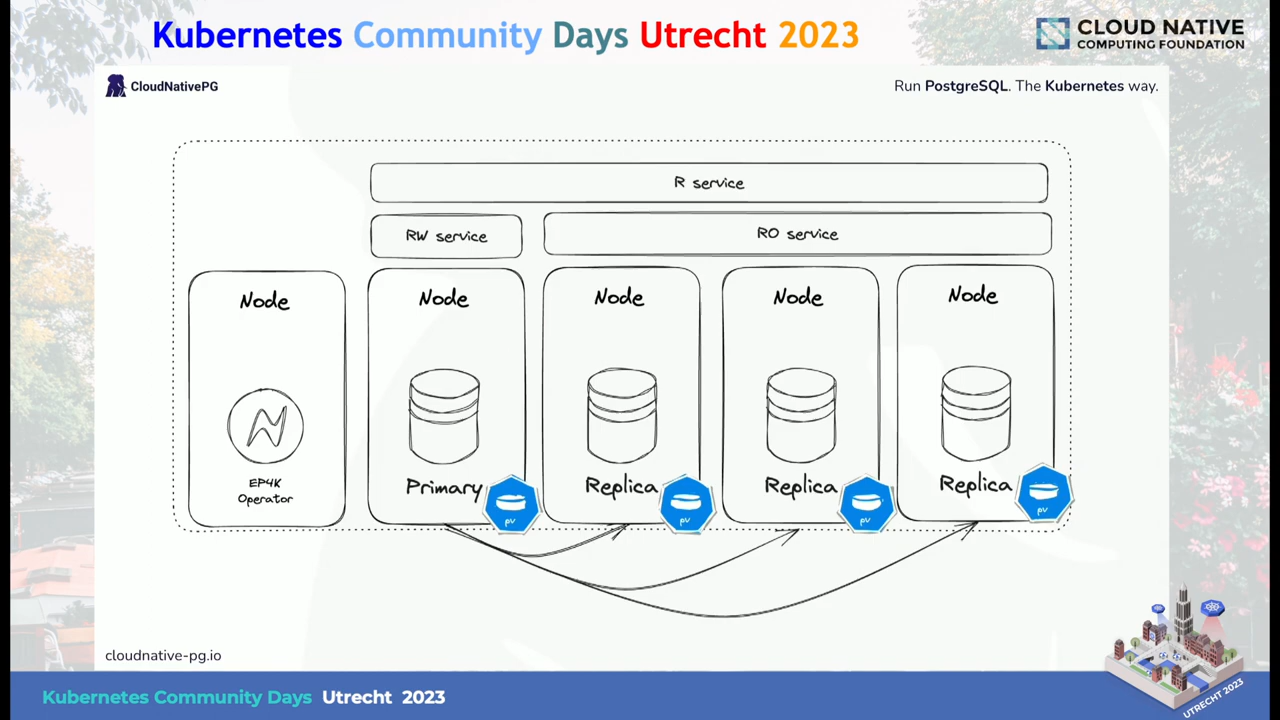 Kubernetes Community Days Utrecht 2023
CLOUD NATIVE
COMPUTING FOUNDATION
CloudNativePG
Run PostgreSQL. The Kubernetes way.
R service
RW service
RO service
Node
Node
Node
Node
Node
EP4K
Operator
Primary
Replica
Replica
Replica
pv
pv
pv
pv
cloudnative-pg.io
Kubernetes Community Days Utrecht 2023
UTRECHT 2023